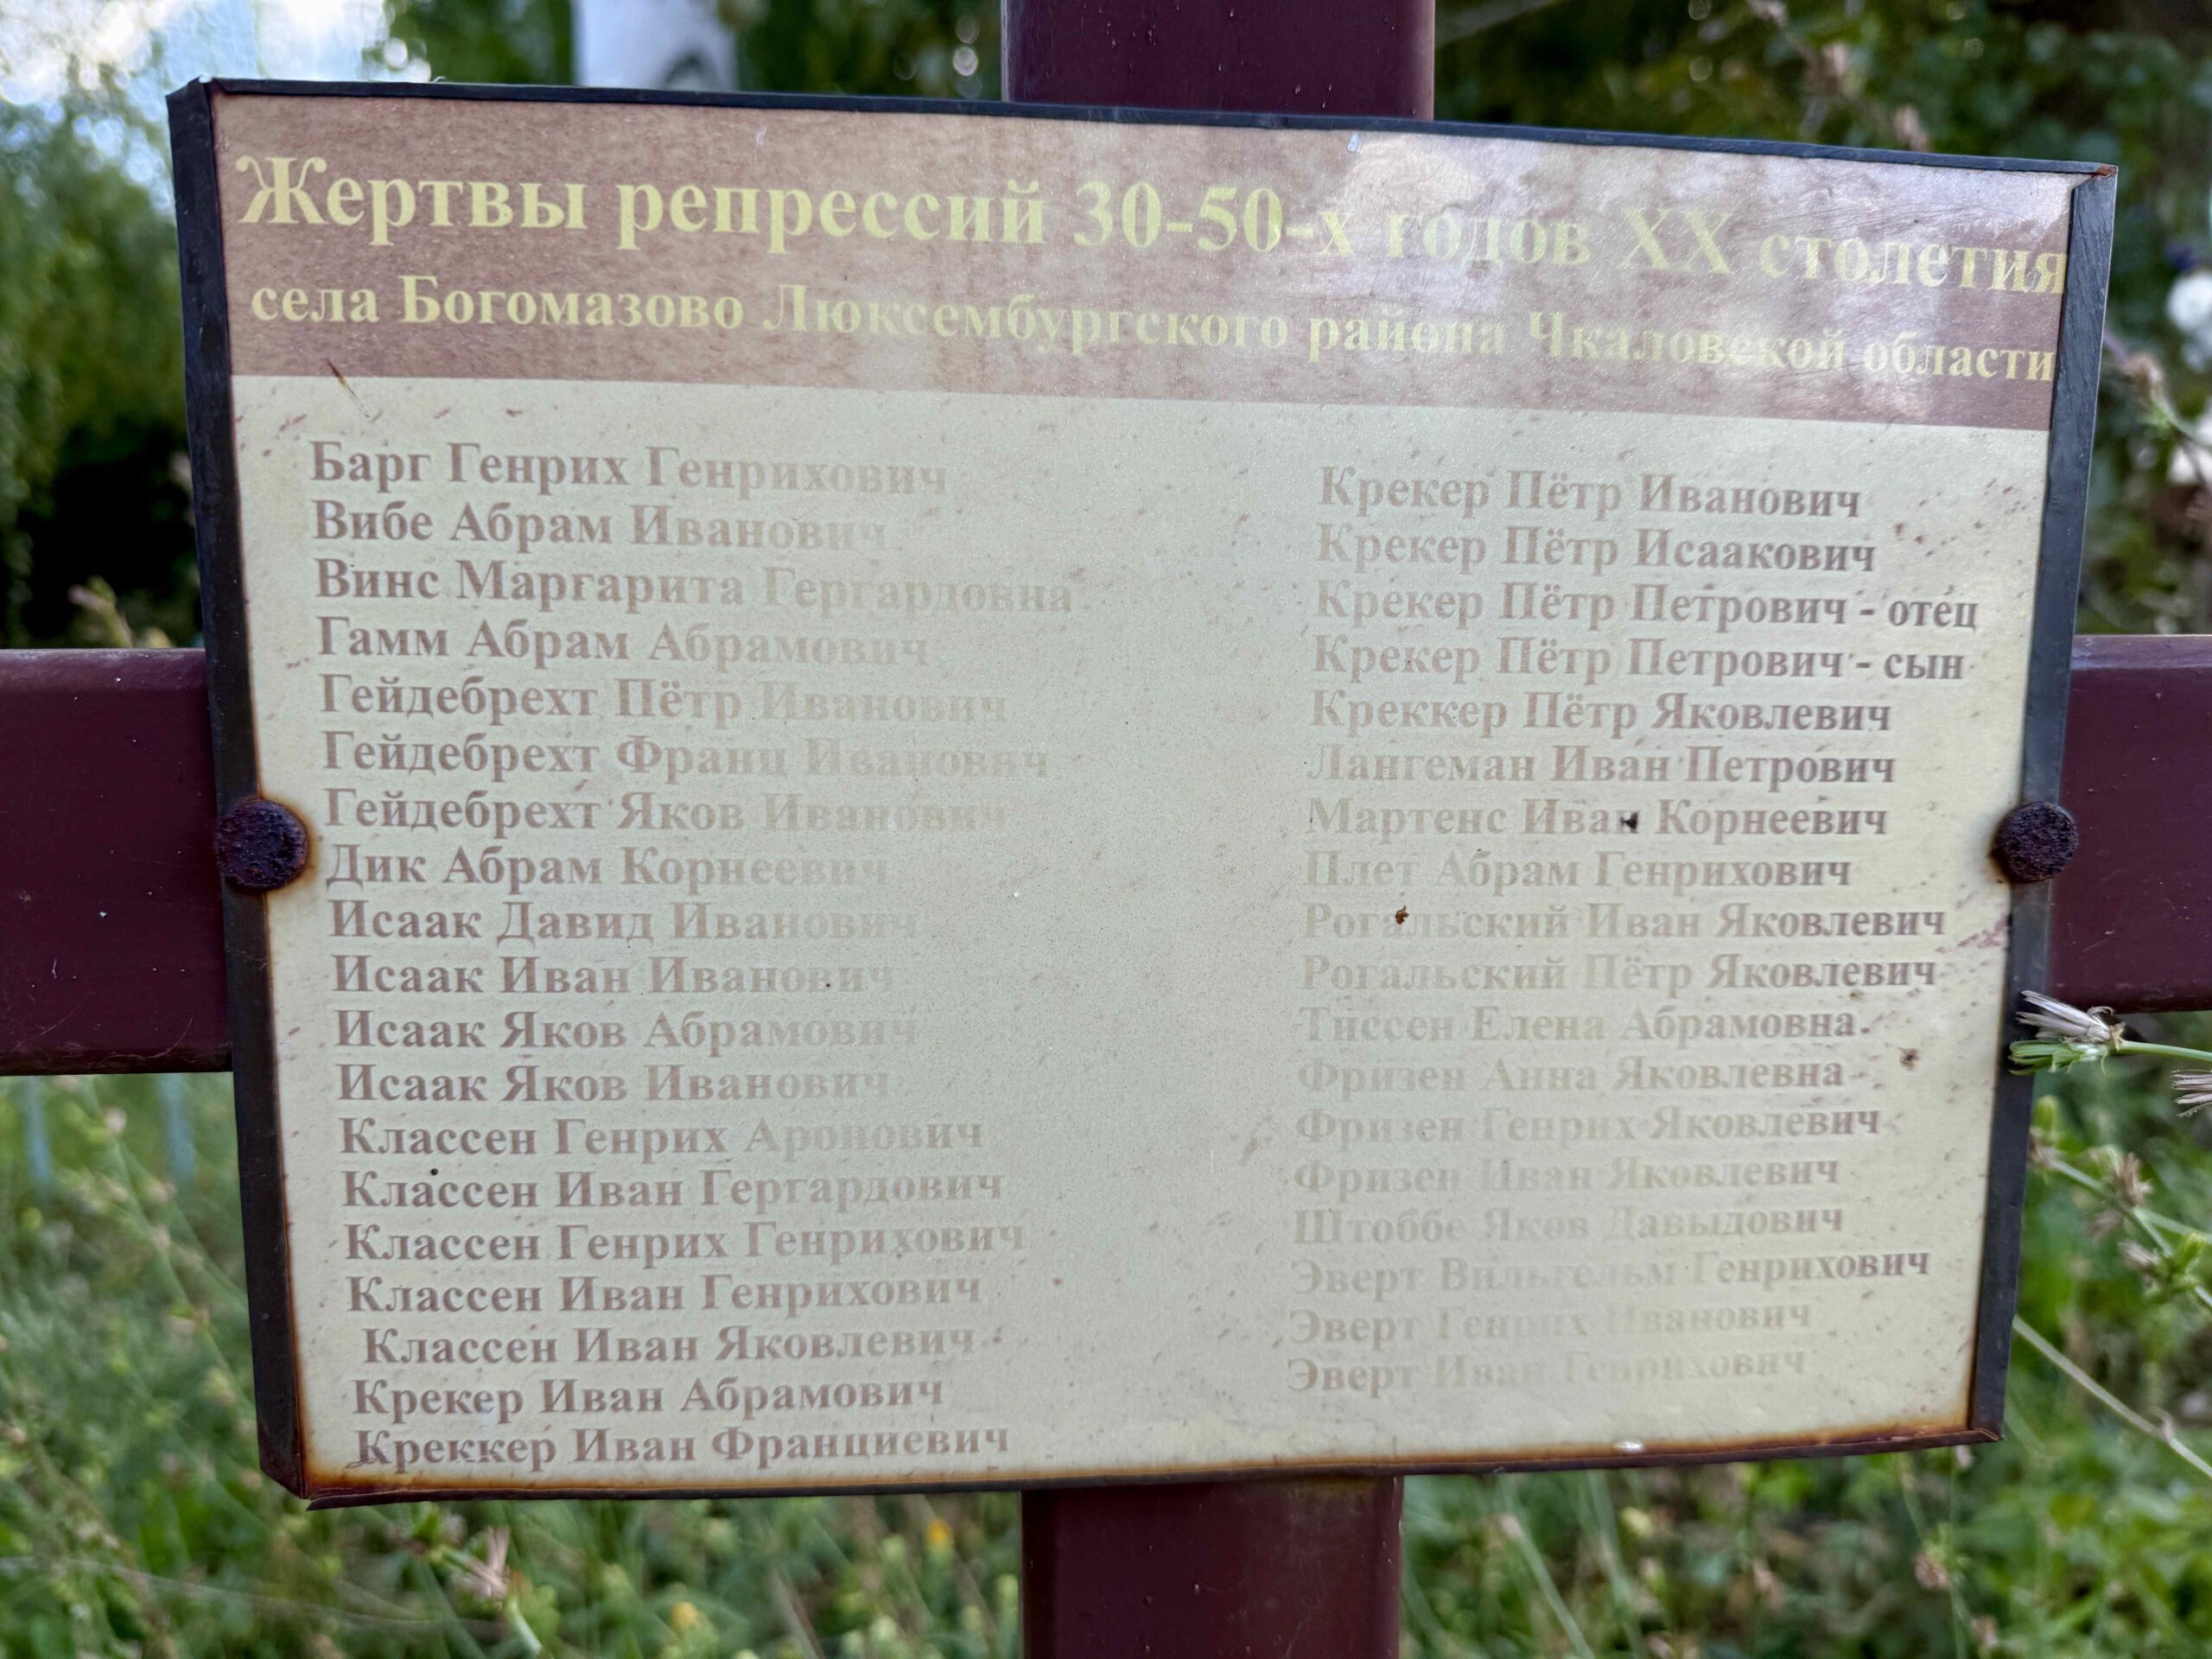 Жертвы репрессий 30-50-х годов XX столетия
села Богомазово Люксембургского района Чкаловской области
Барг Генрих Генрихович
Вибе Абрам Иванович
Винс Маргарита Гергардовна
Гамм Абрам Абрамович
Гейдебрехт Пётр Иванович
Гейдебрехт Франц Иванович
Гейдебрехт Яков Иванович
Дик Абрам Корнеевич
Исаак Давид Иванович
Исаак Иван Иванович
Исаак Яков Абрамович
Исаак Яков Иванович
Классен Генрих Аронович
Классен Иван Гергардович
Классен Генрих Генрихович
Классен Иван Генрихович
Классен Иван Яковлевич
Крекер Иван Абрамович
Креккер Иван Францевич
Крекер Пётр Иванович
Крекер Пётр Исаакович
Крекер Пётр Петрович - отец
Крекер Пётр Петрович - сын
Креккер Пётр Яковлевич
Лангеман Иван Петрович
Мартенс Иван Корнеевич
Плет Абрам Генрихович
Рогальский Иван Яковлевич
Рогальский Пётр Яковлевич
Тиссен Елена Абрамовна
Фризен Анна Яковлевна
Фризен Генрих Яковлевич
Фризен Иван Яковлевич
Штоббе Яков Давыдович
Эверт Вильгельм Генрихович
Эверт Генрих Иванович
Эверт Иван Генрихович